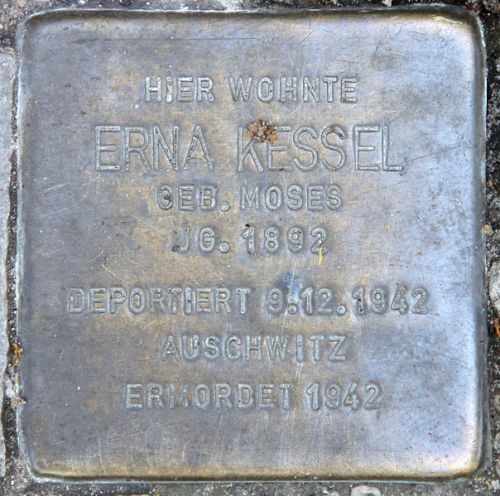 HIER WOHNTE
ERNA KESSEL
GEB. MOSES
JG. 1892
DEPORTIERT 9.12.1942
AUSCHWITZ
ERMORDET 1942